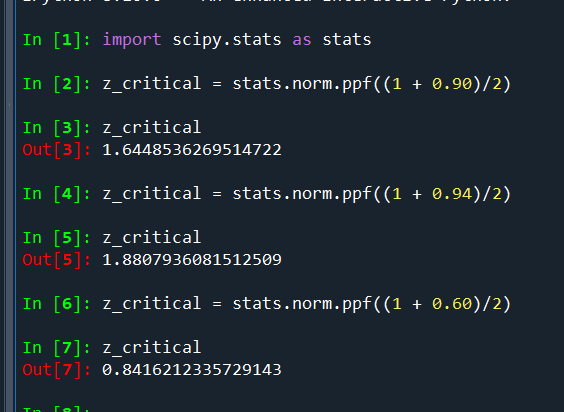 In [1]: import scipy.stats as stats
In [2]: z_critical = stats.norm.ppf((1 + 0.90)/2)
In [3]: z_critical
Out[3]: 1.6448536269514722
In [4]: z_critical = stats.norm.ppf((1 + 0.94)/2)
In [5]: z_critical
Out[5]: 1.8807936081512509
In [6]: z_critical = stats.norm.ppf((1 + 0.60)/2)
In [7]: z_critical
Out[7]: 0.8416212335729143